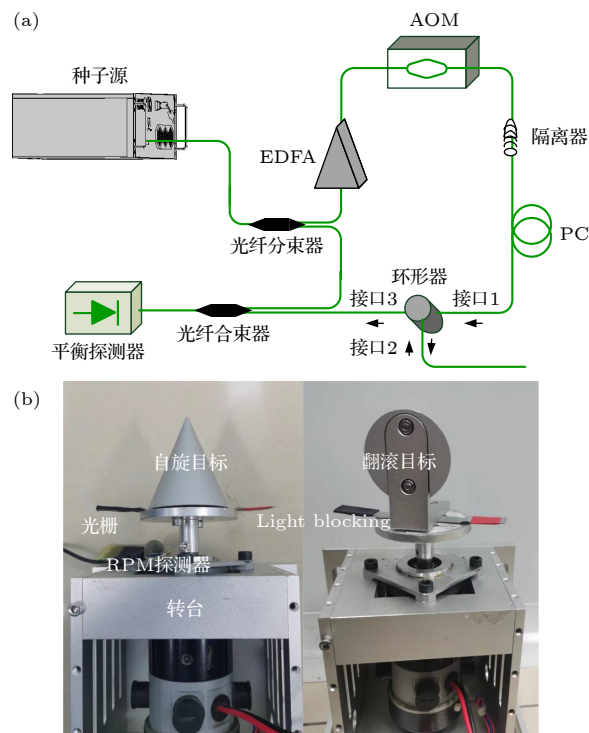 (a)
AOM
种子源
隔离器
EDFA
PC
光纤分束器
环形器
接口3
接口1
光纤合束器
接口2
平衡探测器
(b)
自旋目标
翻滚目标
光栅
Light blocking
RPM探测器
转台